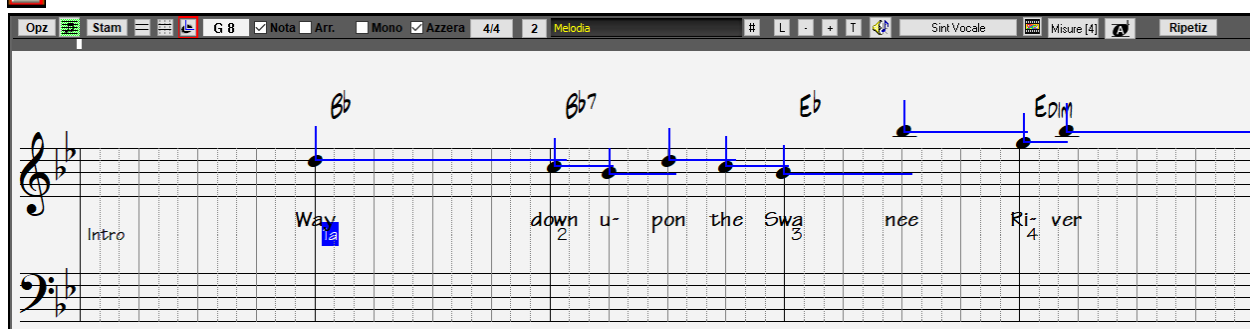 Opz Stam G 8 Nota Arr. Mono Azzera 4/4 2 Melodia # L - + T Sint Vocale Misure [4] A Ripetiz
Bb Bb7 Eb EDIM
Way down u- pon the Swa nee Ri- ver
Intro 1a 2 3 4